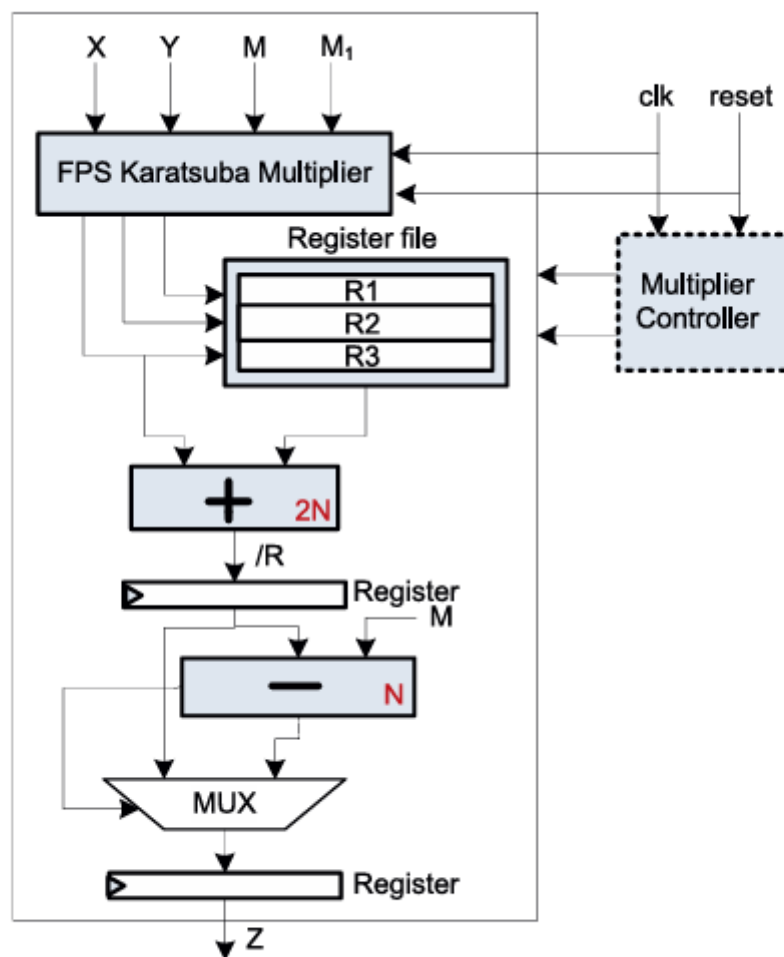 X Y M M₁
clk reset
FPS Karatsuba Multiplier
Register file
R1
R2
R3
Multiplier
Controller
+
2N
/R
Register
M
−
N
MUX
Register
Z